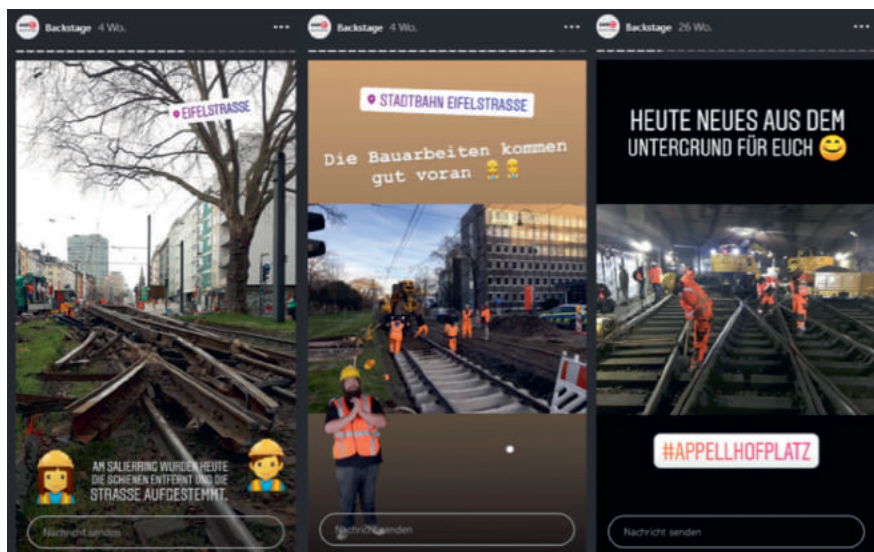 Backstage 4 Wo.
EIFELSTRASSE
AM SALIERRING WURDEN HEUTE
DIE SCHIENEN ENTFERNT UND DIE
STRASSE AUFGESTEMMT.
Nachricht senden
Backstage 4 Wo.
STADTBAHN EIFELSTRASSE
Die Bauarbeiten kommen
gut voran
Nachricht senden
Backstage 26 Wo.
HEUTE NEUES AUS DEM
UNTERGRUND FÜR EUCH
#APPELLHOFPLATZ
Nachricht senden